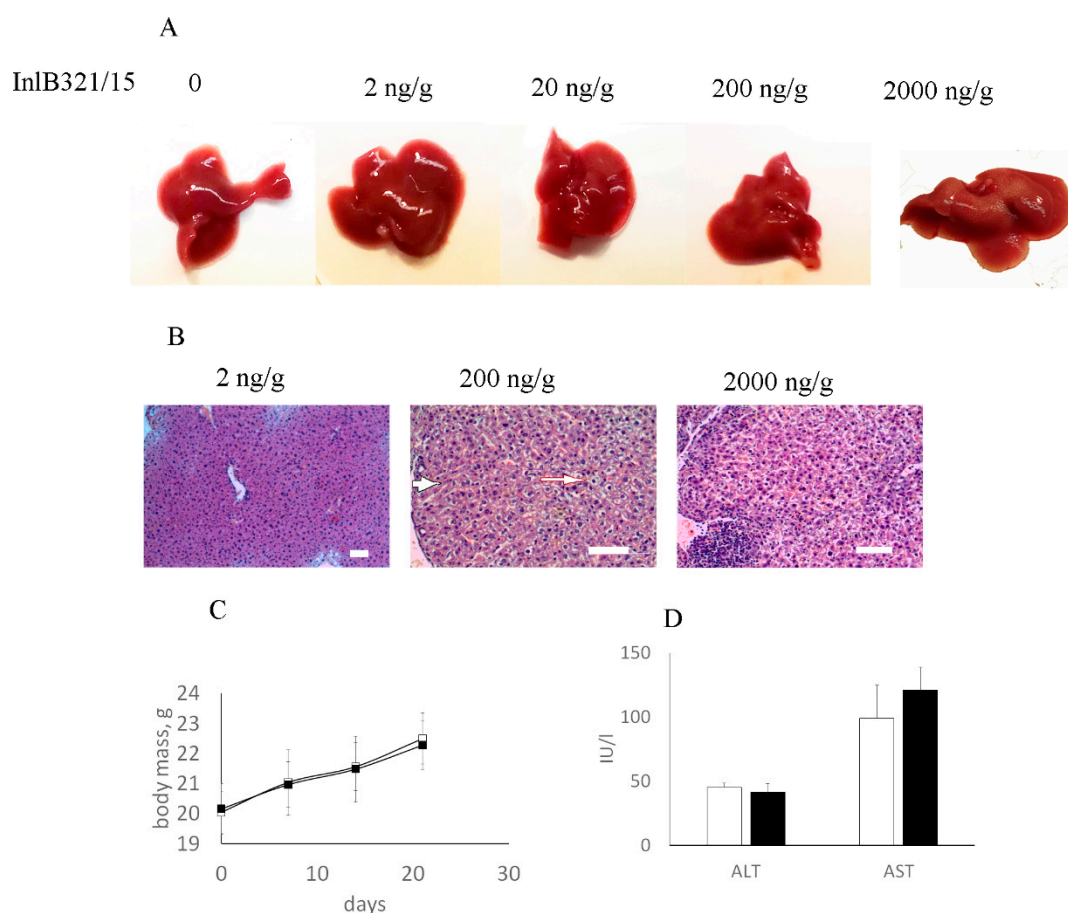 A
InlB321/15 0 2 ng/g 20 ng/g 200 ng/g 2000 ng/g
B
2 ng/g 200 ng/g 2000 ng/g
C
24
23
22
21
20
19
body mass, g
0 10 20 30
days
D
150
100
50
0
IU/l
ALT AST